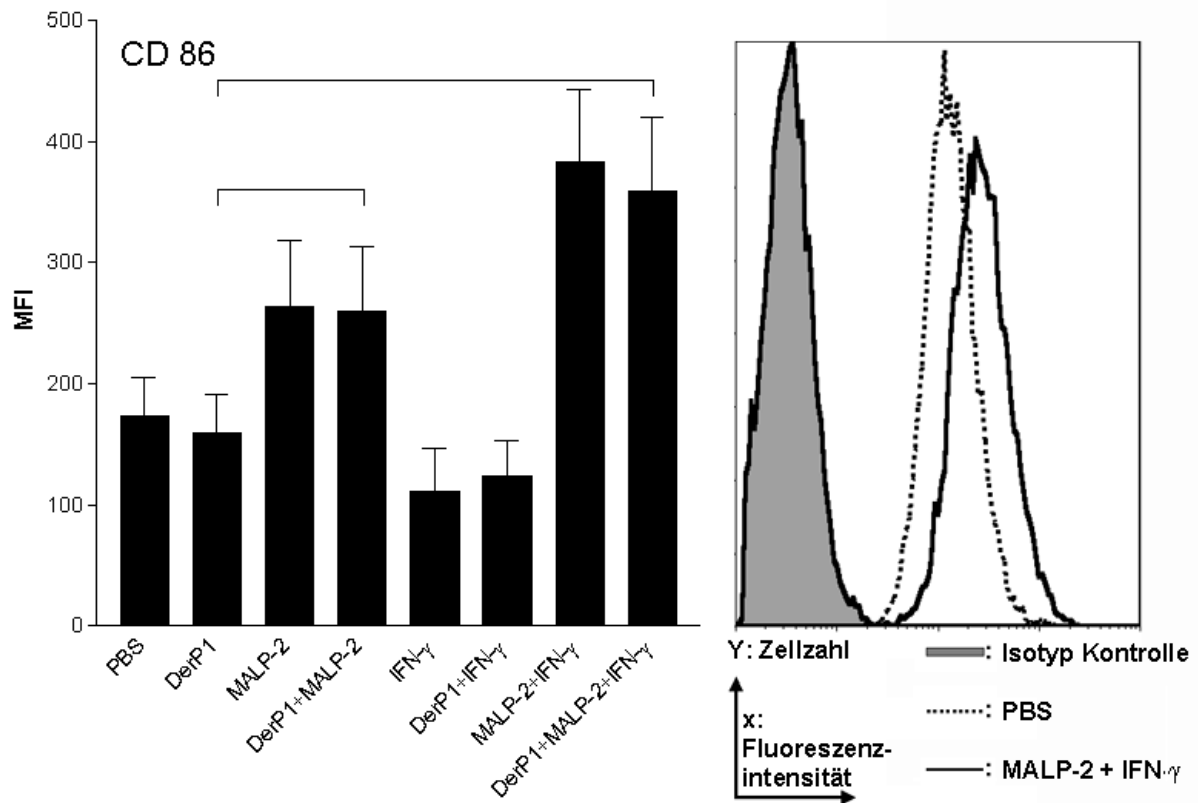 CD 86
500
400
300
200
100
0
MFI
PBS
DerP1
MALP-2
DerP1+MALP-2
IFN-γ
DerP1+IFN-γ
MALP-2+IFN-γ
DerP1+MALP-2+IFN-γ
Y: Zellzahl
x:
Fluoreszenz-
intensität
: Isotyp Kontrolle
: PBS
: MALP-2 + IFN-γ